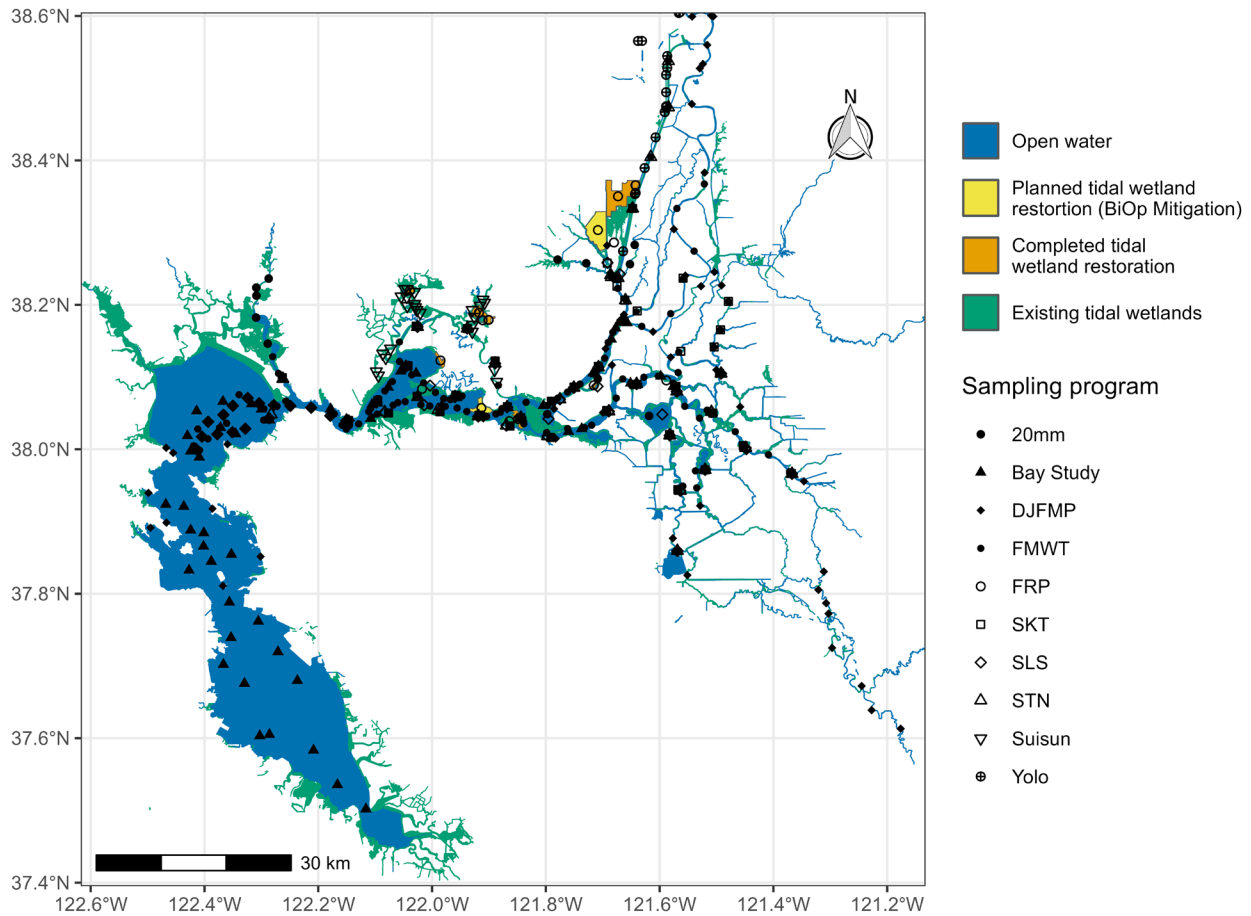 38.6°N
38.4°N
38.2°N
38.0°N
37.8°N
37.6°N
37.4°N
122.6°W
122.4°W
122.2°W
122.0°W
121.8°W
121.6°W
121.4°W
121.2°W
N
30 km
Open water
Planned tidal wetland
restortion (BiOp Mitigation)
Completed tidal
wetland restoration
Existing tidal wetlands
Sampling program
20mm
Bay Study
DJFMP
FMWT
FRP
SKT
SLS
STN
Suisun
Yolo